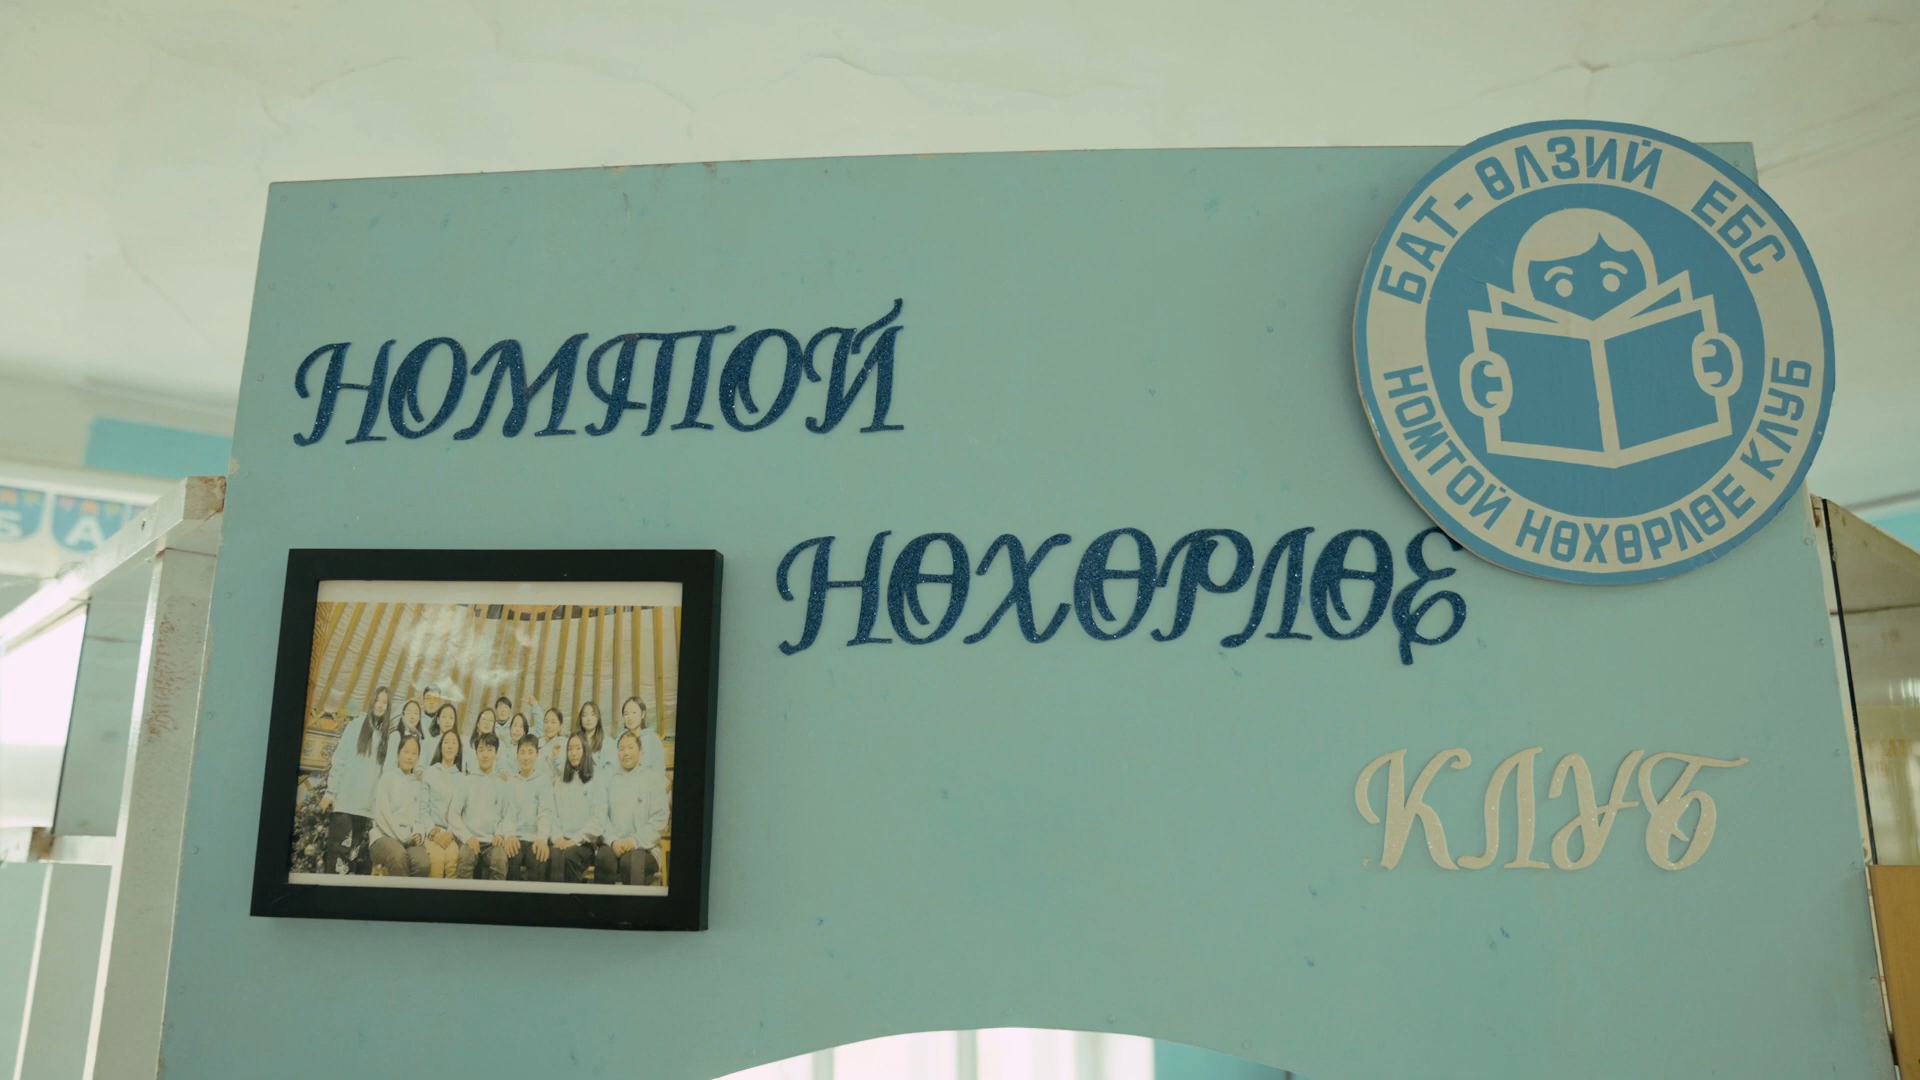 НОМТОЙ
НӨХӨРЛӨЕ
КЛУБ
БАТ-ӨЛЗИЙ ЕБС
НОМТОЙ НӨХӨРЛӨЕ КЛУБ